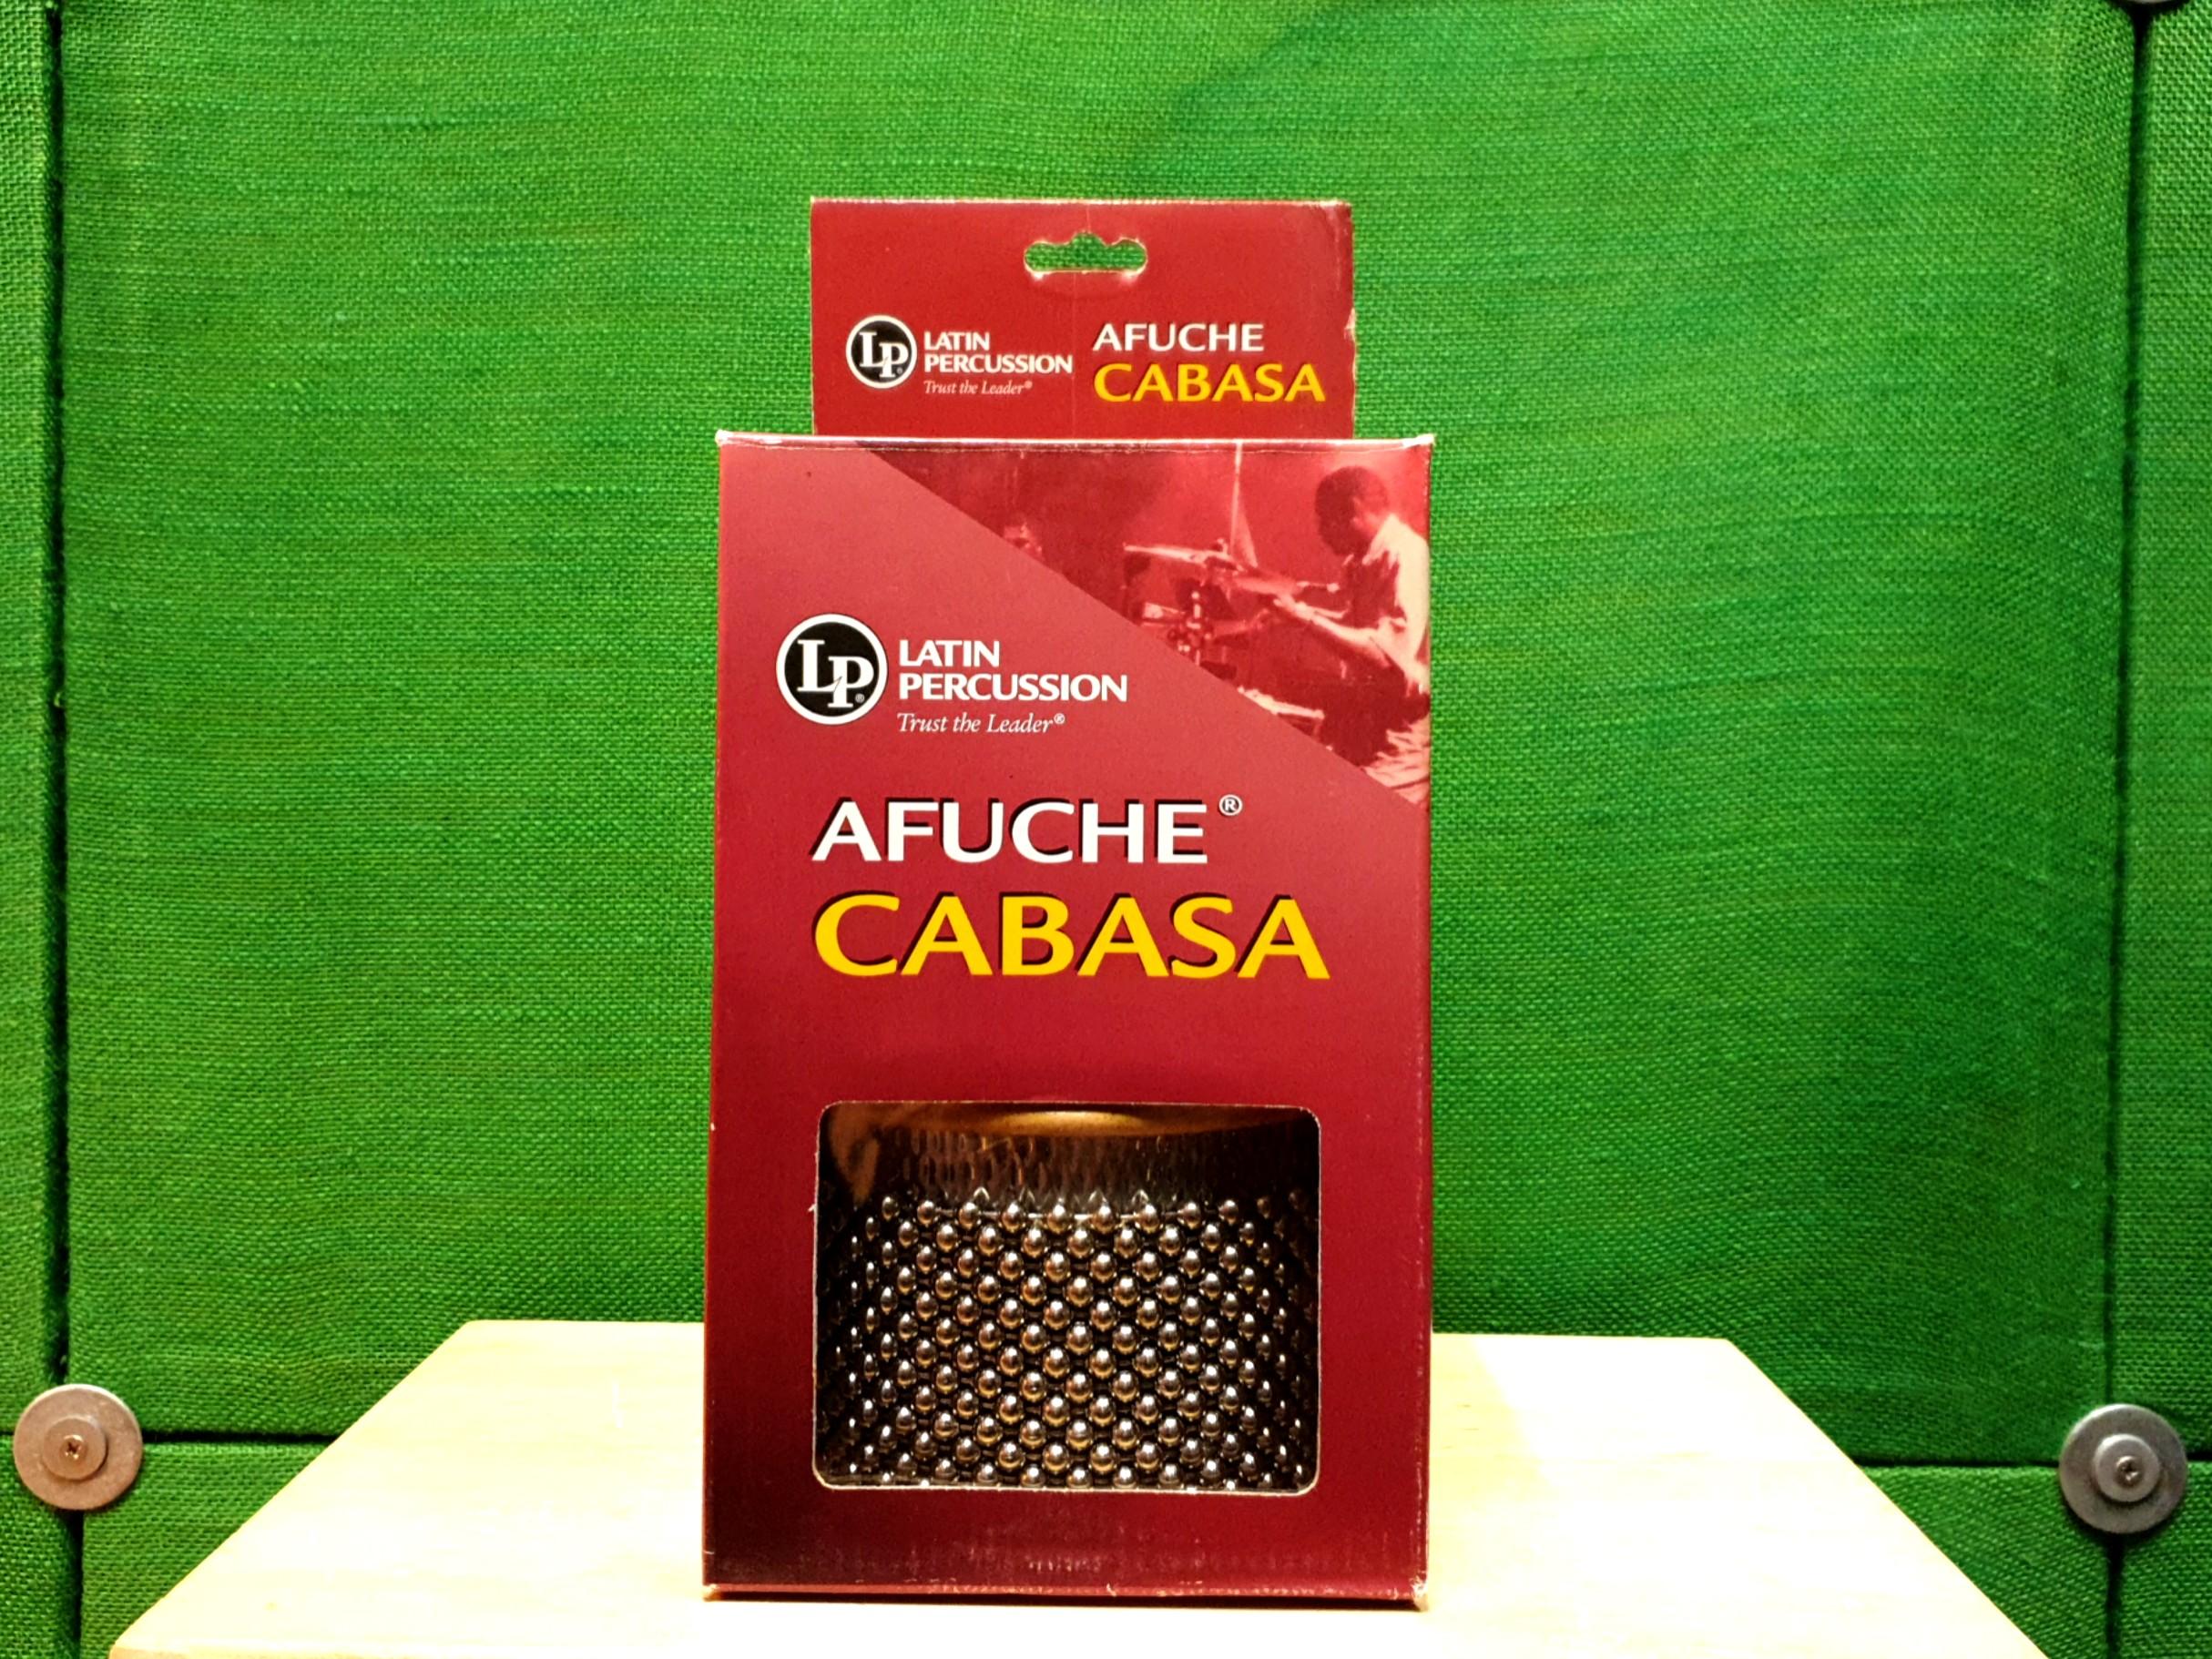 LP®
LATIN
PERCUSSION
Trust the Leader®
AFUCHE
CABASA
LP®
LATIN
PERCUSSION
Trust the Leader®
AFUCHE®
CABASA